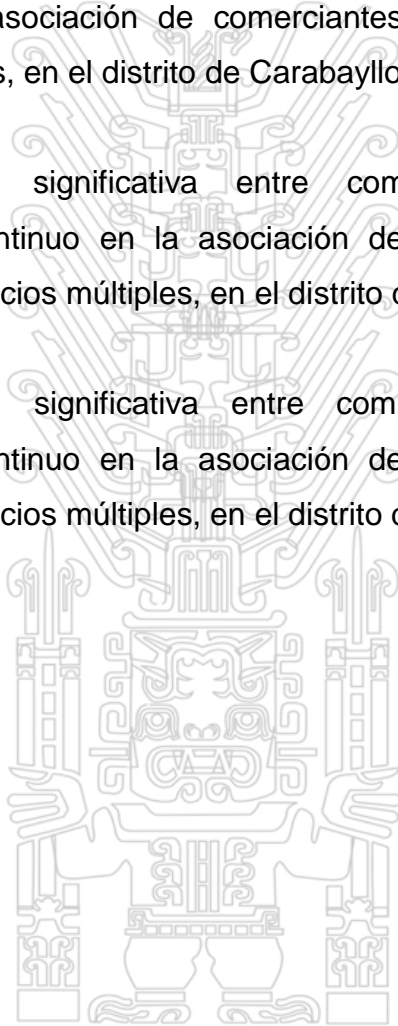 asociación de comerciantes
s, en el distrito de Carabayllo
significativa entre com
ntinuo en la asociación de
cios múltiples, en el distrito
significativa entre com
ntinuo en la asociación de
cios múltiples, en el distrito